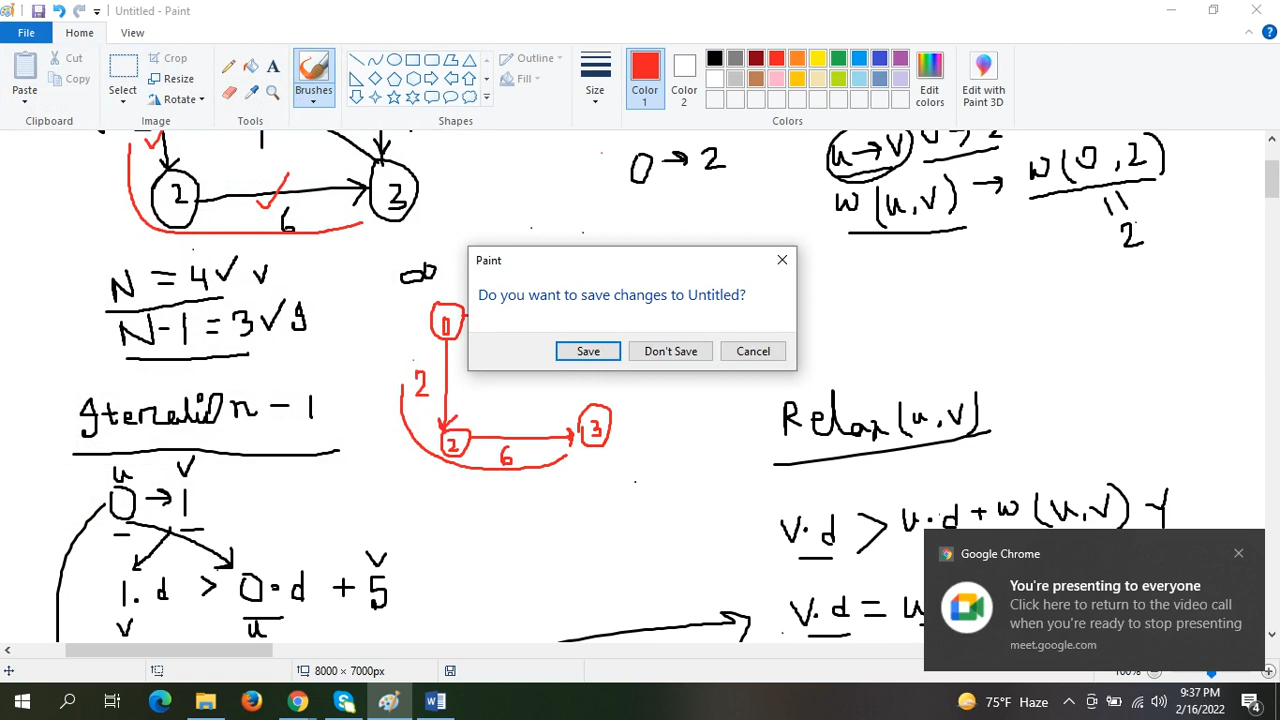 Untitled - Paint
File Home View
Paste
Cut
Copy
Clipboard
Select
Crop
Resize
Rotate
Image
A
Tools
Brushes
Outline
Fill
Shapes
Size
Color 1
Color 2
Colors
Edit colors
Edit with Paint 3D
1
2
3
6
0 → 2
u → v
w(u,v) → w(0,2)
=
2
N = 4 ✓ v
N-1 = 3 ✓
∞
0
2
2
3
6
Paint
Do you want to save changes to Untitled?
Save Don't Save Cancel
Iteration - 1
u v
0 → 1
v
1.d > 0.d + 5
v u
Relax(u,v)
v.d > u.d + w(u,v)
v.d = u
Google Chrome
You're presenting to everyone
Click here to return to the video call
when you're ready to stop presenting
meet.google.com
8000 × 7000px
100%
75°F Haze
9:37 PM
2/16/2022
4